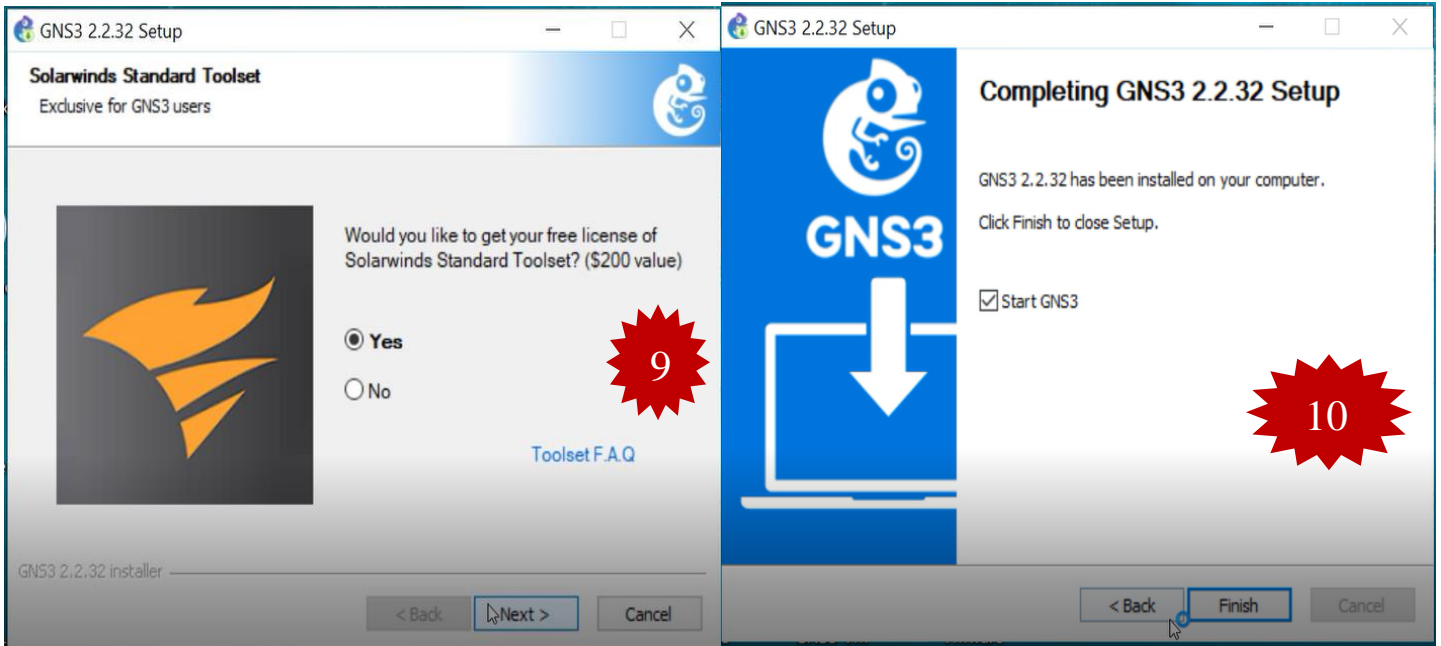 GNS3 2.2.32 Setup
Solarwinds Standard Toolset
Exclusive for GNS3 users
Would you like to get your free license of
Solarwinds Standard Toolset? ($200 value)
Yes
No
9
Toolset F.A.Q
GNS3 2.2.32 installer
< Back
Next >
Cancel
GNS3 2.2.32 Setup
GNS3
Completing GNS3 2.2.32 Setup
GNS3 2.2.32 has been installed on your computer.
Click Finish to close Setup.
Start GNS3
10
< Back
Finish
Cancel